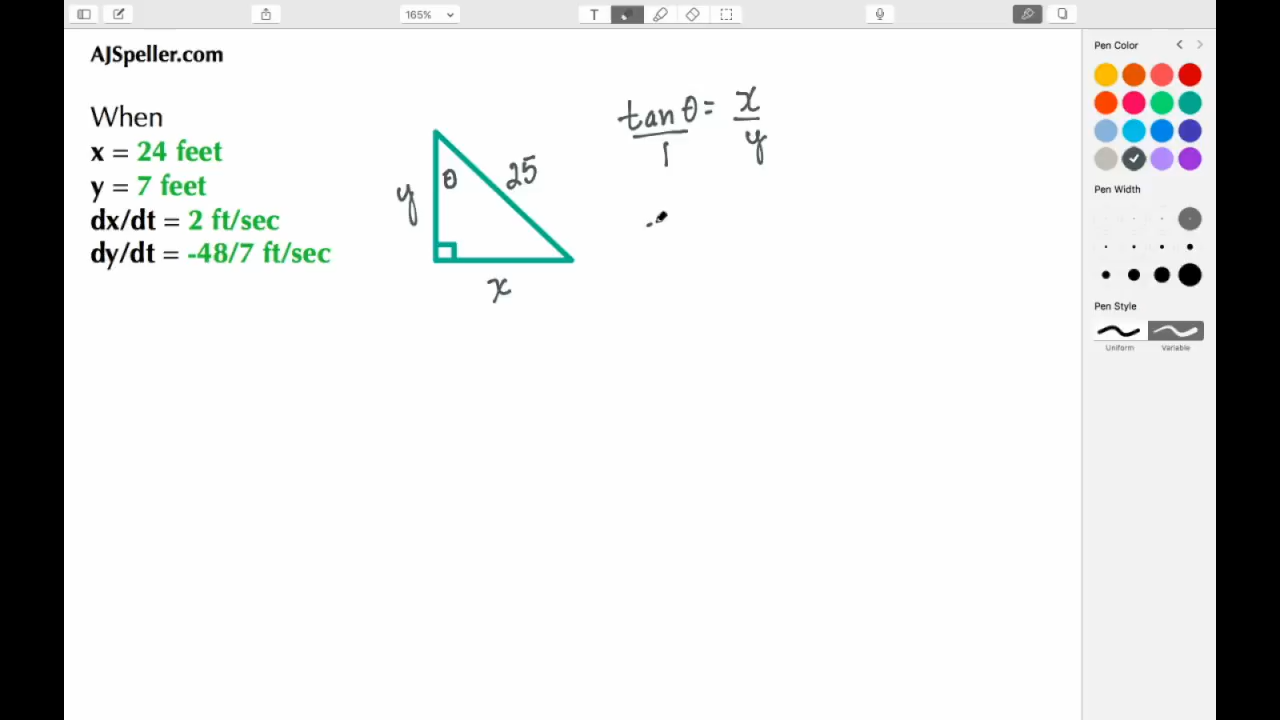 165%
T
AJSpeller.com
When
x = 24 feet
y = 7 feet
dx/dt = 2 ft/sec
dy/dt = -48/7 ft/sec
y
θ
25
x
tan θ = x/y
1
Pen Color
Pen Width
Pen Style
Uniform
Variable